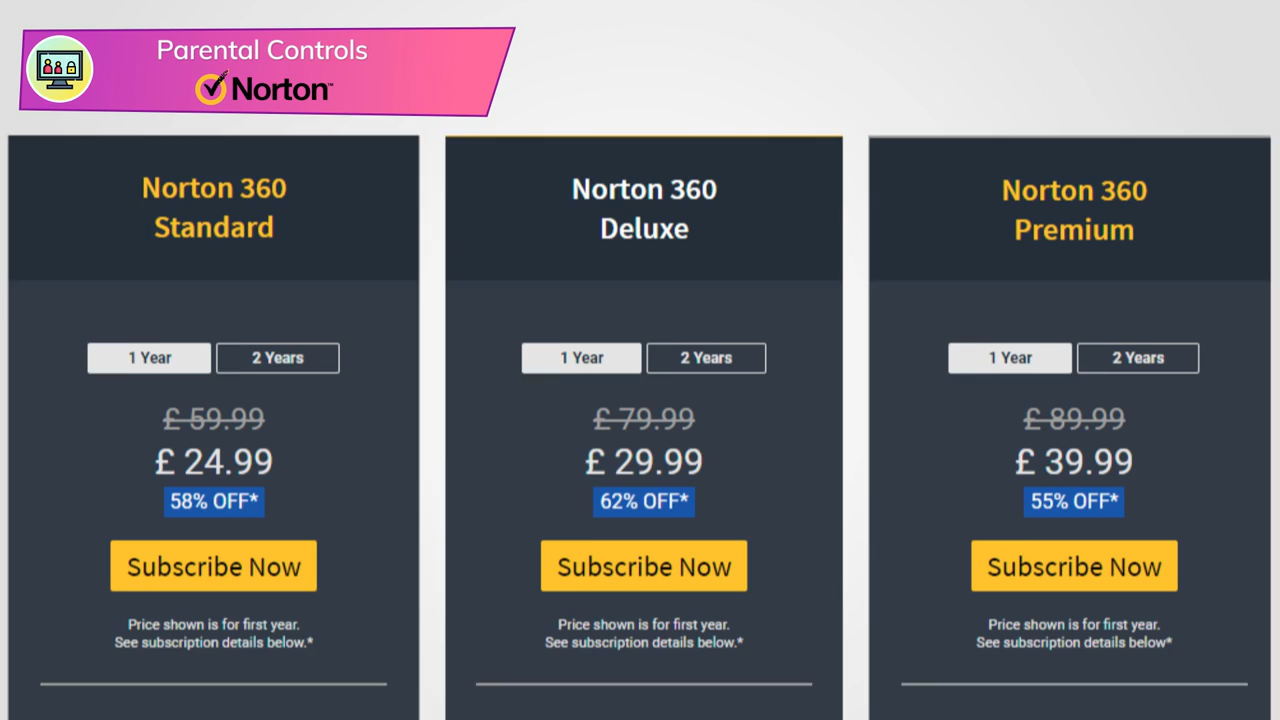 Parental Controls
Norton™
Norton 360
Standard
1 Year
2 Years
£ 59.99
£ 24.99
58% OFF*
Subscribe Now
Price shown is for first year.
See subscription details below.*
Norton 360
Deluxe
1 Year
2 Years
£ 79.99
£ 29.99
62% OFF*
Subscribe Now
Price shown is for first year.
See subscription details below.*
Norton 360
Premium
1 Year
2 Years
£ 89.99
£ 39.99
55% OFF*
Subscribe Now
Price shown is for first year.
See subscription details below*